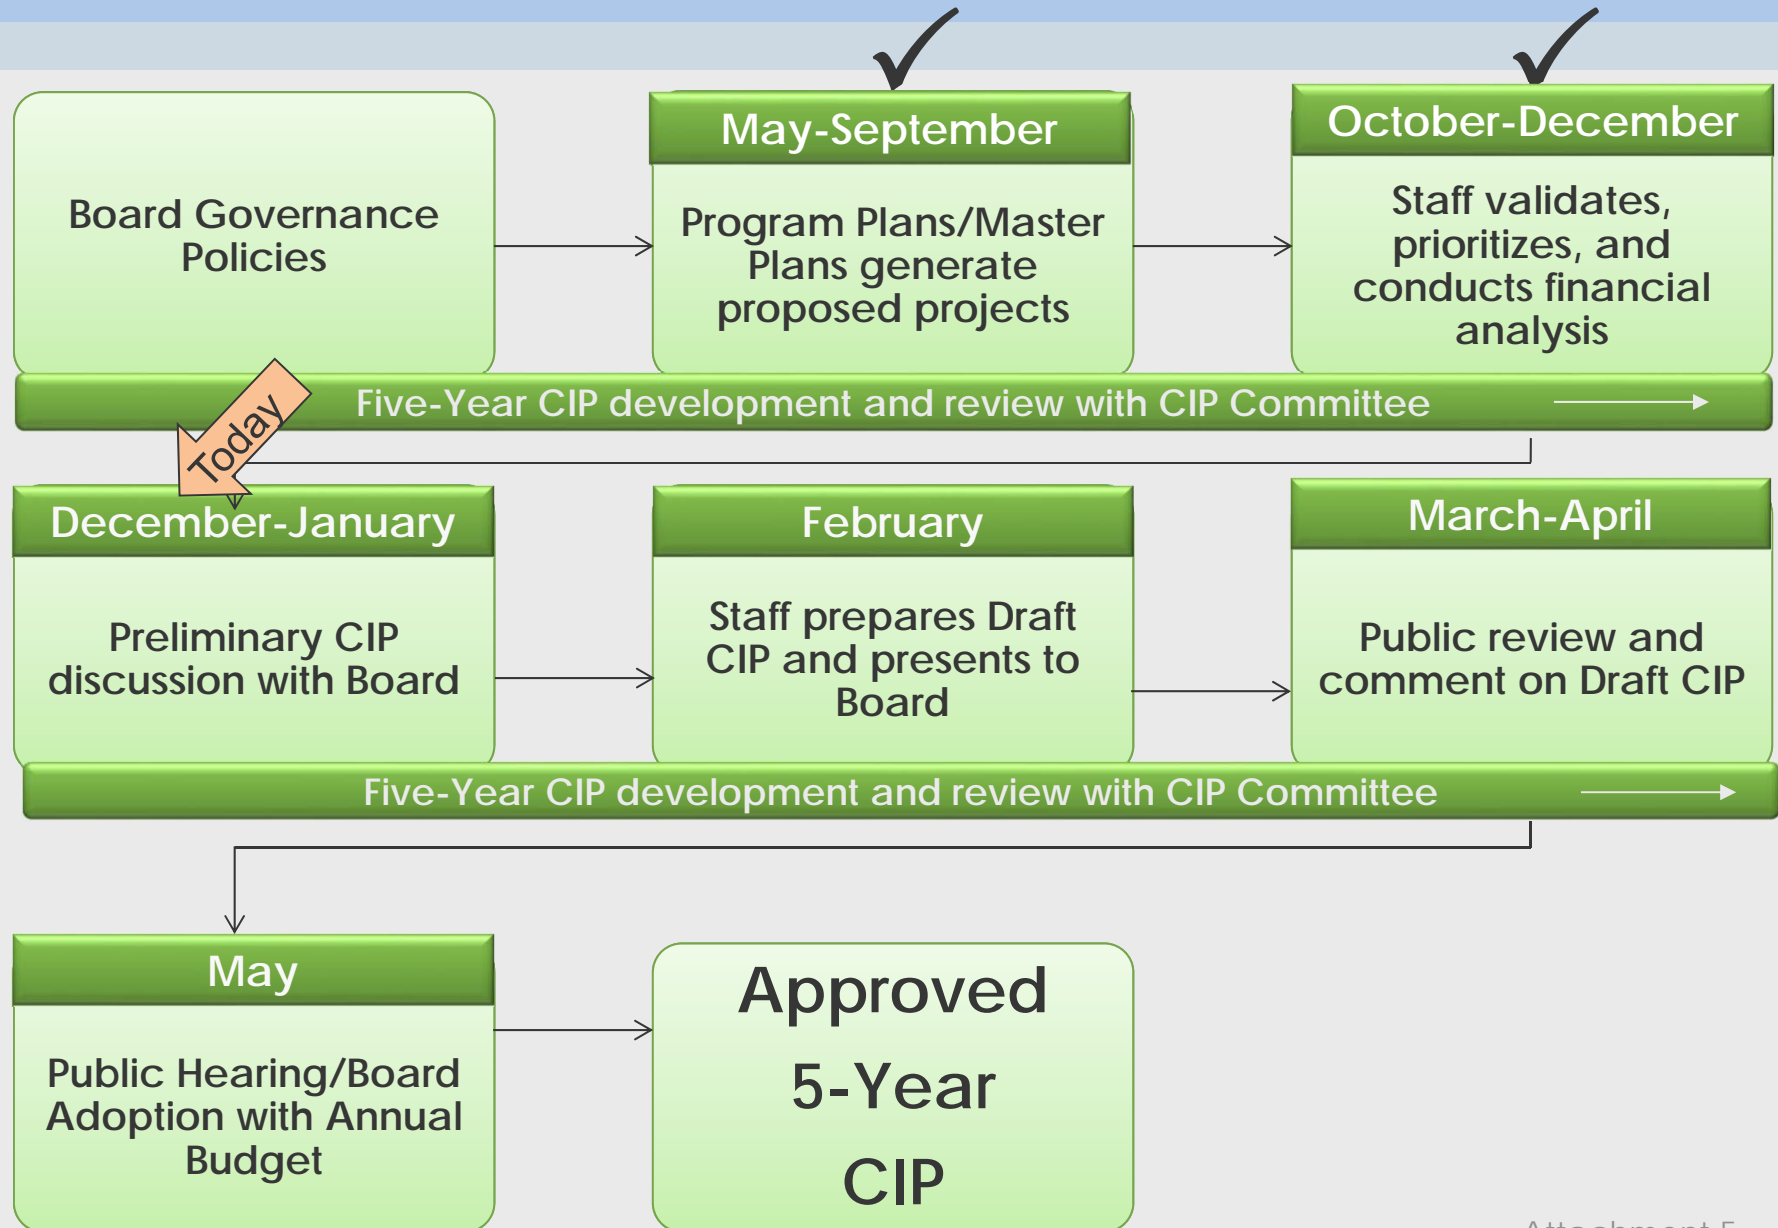 Board Governance
Policies
May-September
Program Plans/Master
Plans generate
proposed projects
October-December
Staff validates,
prioritizes, and
conducts financial
analysis
Five-Year CIP development and review with CIP Committee
Today
December-January
Preliminary CIP
discussion with Board
February
Staff prepares Draft
CIP and presents to
Board
March-April
Public review and
comment on Draft CIP
Five-Year CIP development and review with CIP Committee
May
Public Hearing/Board
Adoption with Annual
Budget
Approved
5-Year
CIP
Attachment 5